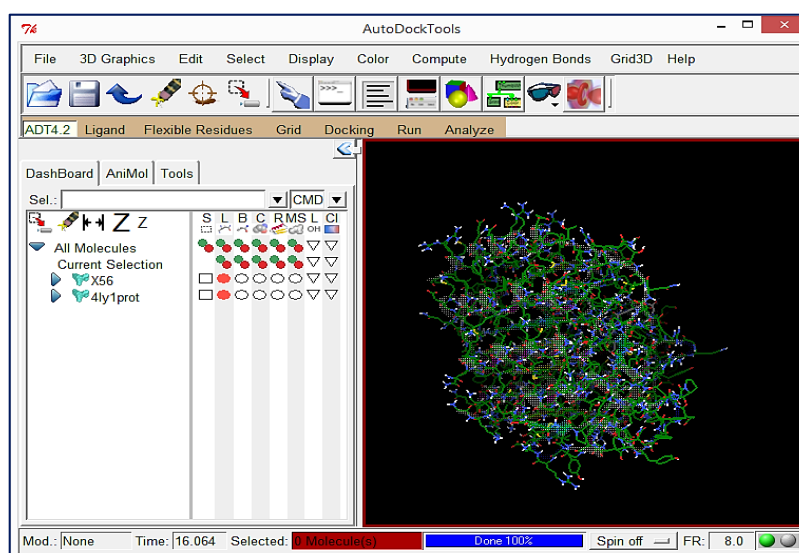 AutoDockTools
File 3D Graphics Edit Select Display Color Compute Hydrogen Bonds Grid3D Help
ADT4.2 Ligand Flexible Residues Grid Docking Run Analyze
DashBoard AniMol Tools
Sel.: CMD
Z Z S L B C R MS L Cl
OH
All Molecules
Current Selection
X56
4ly1prot
Mod.: None Time: 16.064 Selected: 0 Molecule(s) Done 100% Spin off FR: 8.0